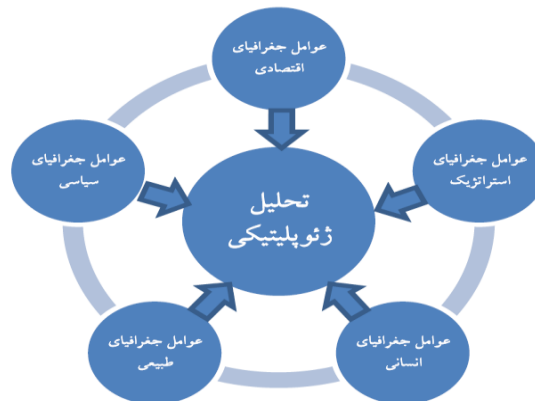 عوامل جغرافیای
اقتصادی
عوامل جغرافیای
استراتژیک
عوامل جغرافیای
سیاسی
تحلیل
ژئوپلیتیکی
عوامل جغرافیای
انسانی
عوامل جغرافیای
طبیعی